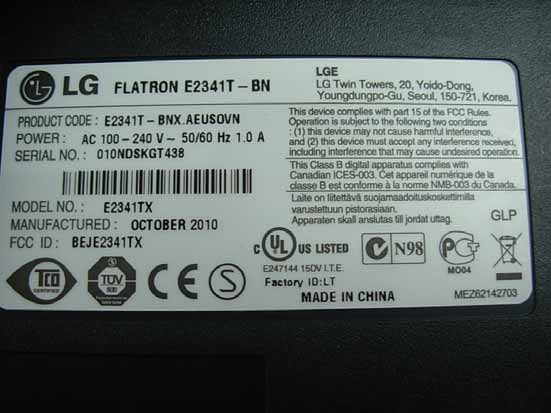 LG FLATRON E2341T-BN
LGE
LG Twin Towers, 20, Yoido-Dong,
Youngdungpo-Gu, Seoul, 150-721, Korea.
PRODUCT CODE : E2341T-BNX.AEUSOVN
POWER : AC 100-240 V ~ 50/60 Hz 1.0 A
SERIAL NO. : 010NDSKGT438
This device complies with part 15 of the FCC Rules.
Operation is subject to the following two conditions
: (1) this device may not cause harmful interference,
and (2) this device must accept any interference received,
including interference that may cause undesired operation.
This Class B digital apparatus complies with
Canadian ICES-003. Cet appareil numérique de la
classe B est conforme à la norme NMB-003 du Canada.
MODEL NO. : E2341TX
MANUFACTURED : OCTOBER 2010
FCC ID : BEJE2341TX
Laite on liitettävä suojamaadoituskoskettimilla
varustettuun pistorasiaan.
Apparaten skall anslutas till jordat uttag.
GLP
c UL US LISTED
N98
E247144 15DV I.T.E.
MO04
TCO
CERTIFIED
TÜV
CE
S
Factory ID:LT
MADE IN CHINA
MEZ62142703